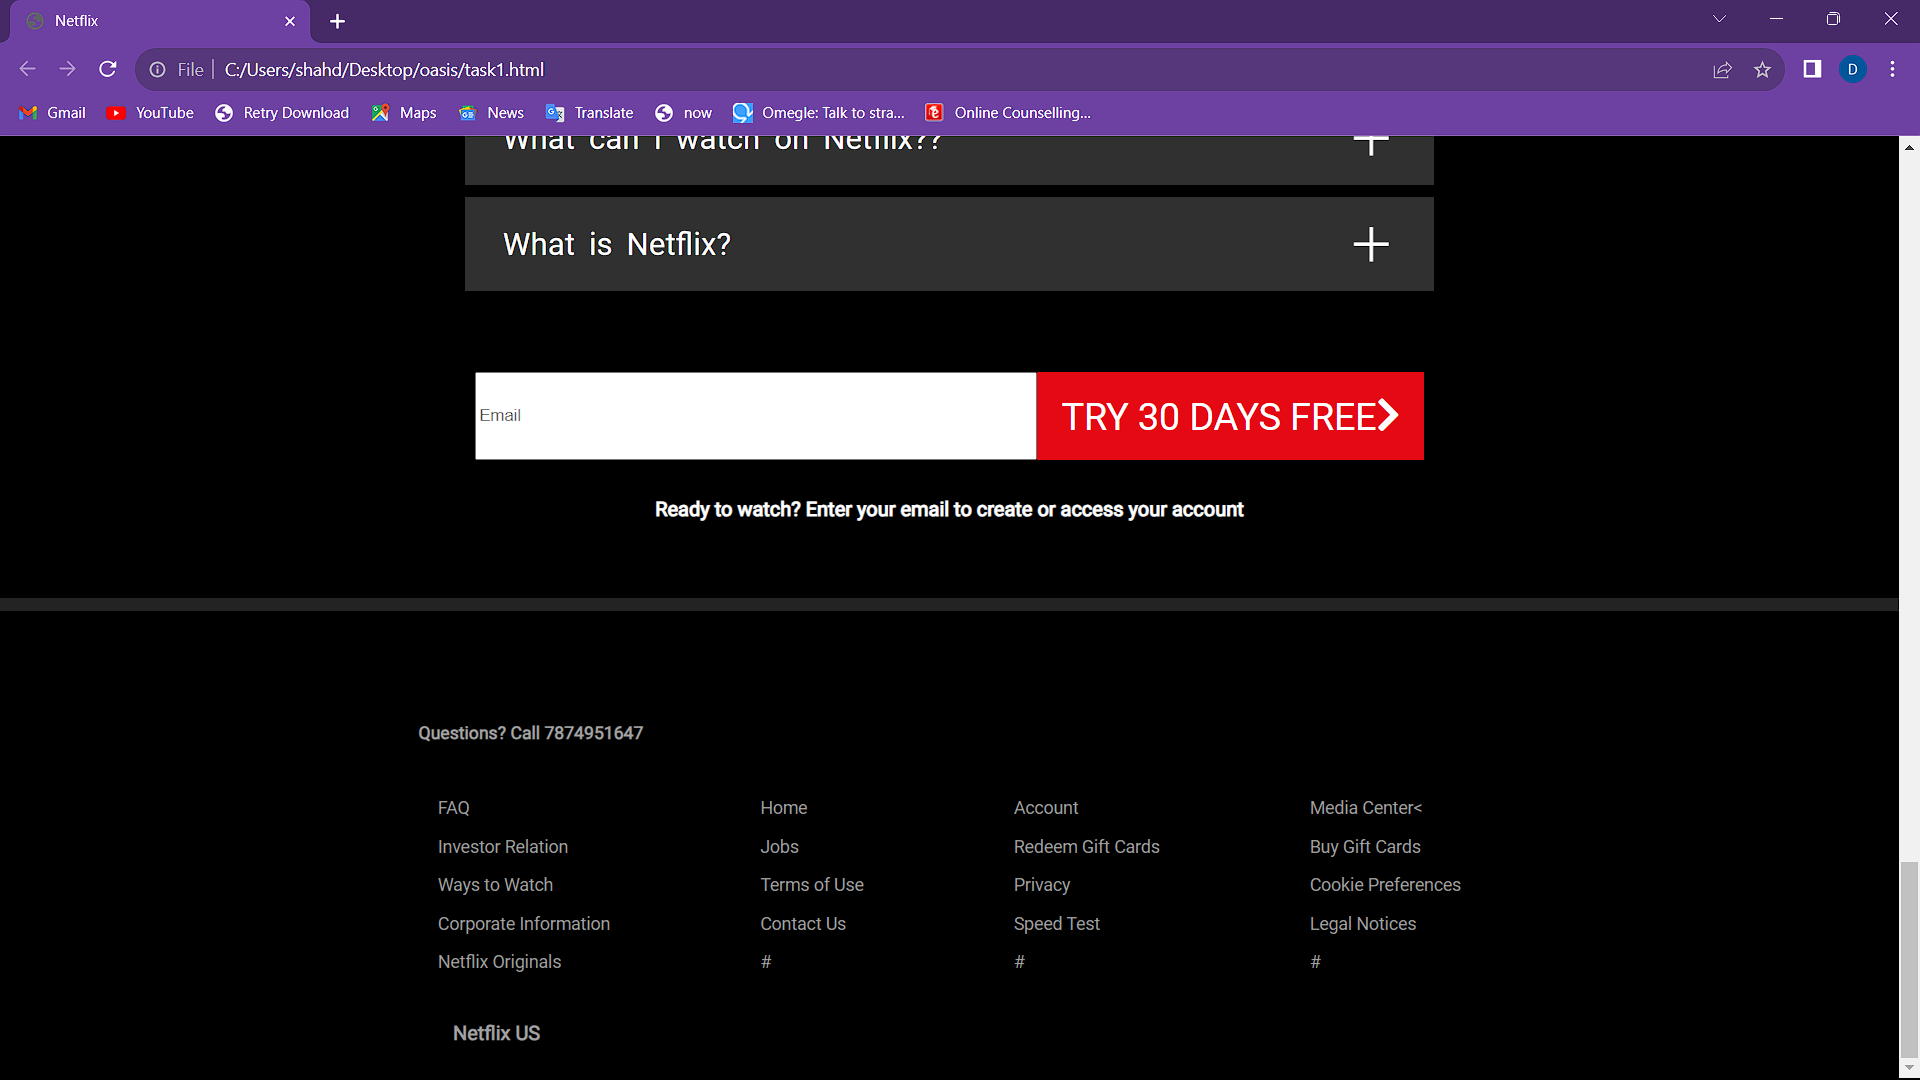 Netflix
File C:/Users/shahd/Desktop/oasis/task1.html
D
Gmail YouTube Retry Download Maps News Translate now Omegle: Talk to stra... Online Counselling...
What can I watch on Netflix??
What is Netflix?
Email TRY 30 DAYS FREE
Ready to watch? Enter your email to create or access your account
Questions? Call 7874951647
FAQ Home Account Media Center<
Investor Relation Jobs Redeem Gift Cards Buy Gift Cards
Ways to Watch Terms of Use Privacy Cookie Preferences
Corporate Information Contact Us Speed Test Legal Notices
Netflix Originals # # #
Netflix US